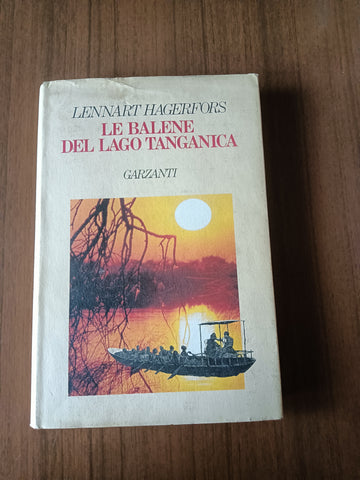 LENNART HAGERFORS
LE BALENE
DEL LAGO TANGANICA
GARZANTI